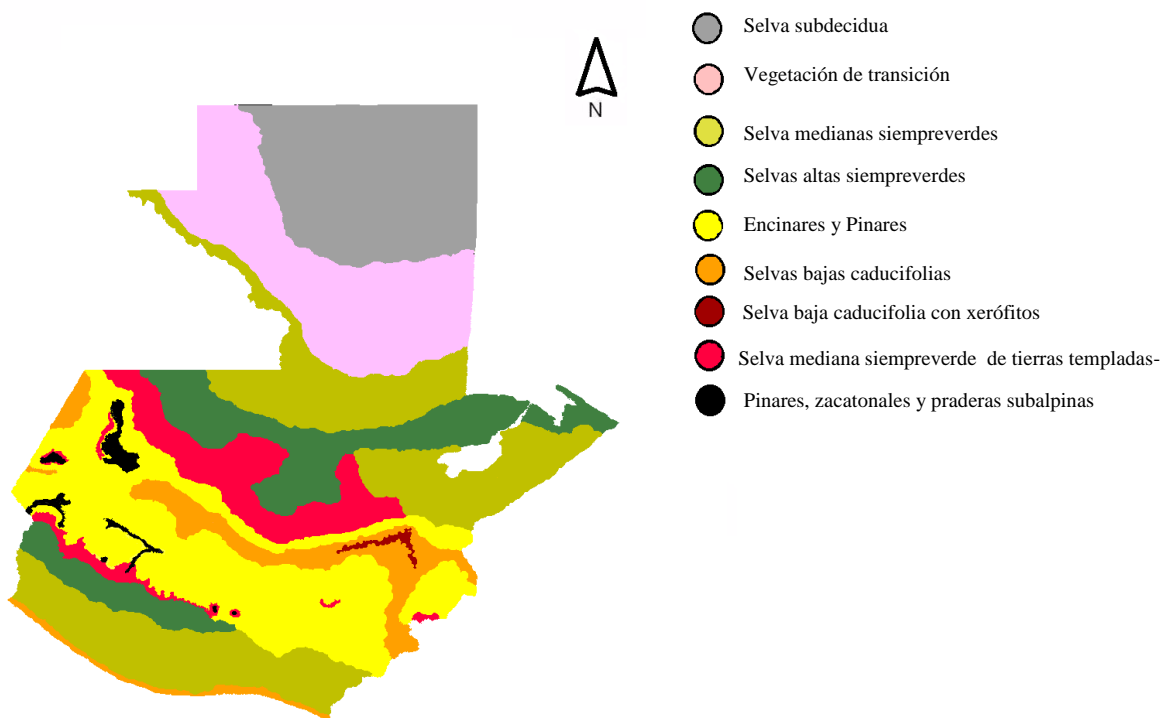 Selva subdecidua
Vegetación de transición
N
Selva medianas siempreverdes
Selvas altas siempreverdes
Encinares y Pinares
Selvas bajas caducifolias
Selva baja caducifolia con xerófitos
Selva mediana siempreverde de tierras templadas-
Pinares, zacatonales y praderas subalpinas